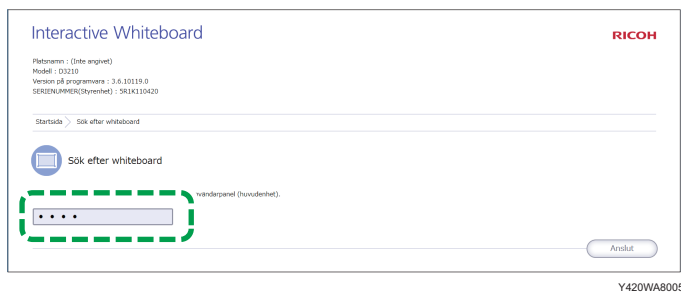 Interactive Whiteboard
RICOH
Platsnamn : (Inte angivet)
Modell : D3210
Version på programvara : 3.6.10119.0
SERIENUMMER(Styrenhet) : 5R1K110420
Startsida > Sök efter whiteboard
Sök efter whiteboard
(huvudenhet).
••••
Anslut
Y420WA8005